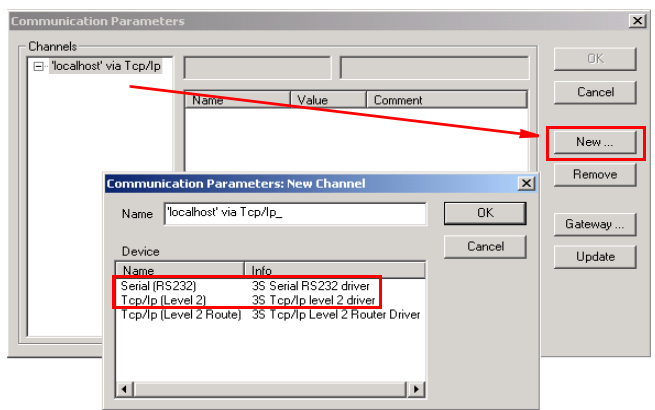 Communication Parameters
Channels
'localhost' via Tcp/Ip
Name Value Comment
OK
Cancel
New ...
Remove
Gateway ...
Update
Communication Parameters: New Channel
Name 'localhost' via Tcp/Ip_
OK
Cancel
Device
Name Info
Serial (RS232) 3S Serial RS232 driver
Tcp/Ip (Level 2) 3S Tcp/Ip level 2 driver
Tcp/Ip (Level 2 Route) 3S Tcp/Ip Level 2 Router Driver